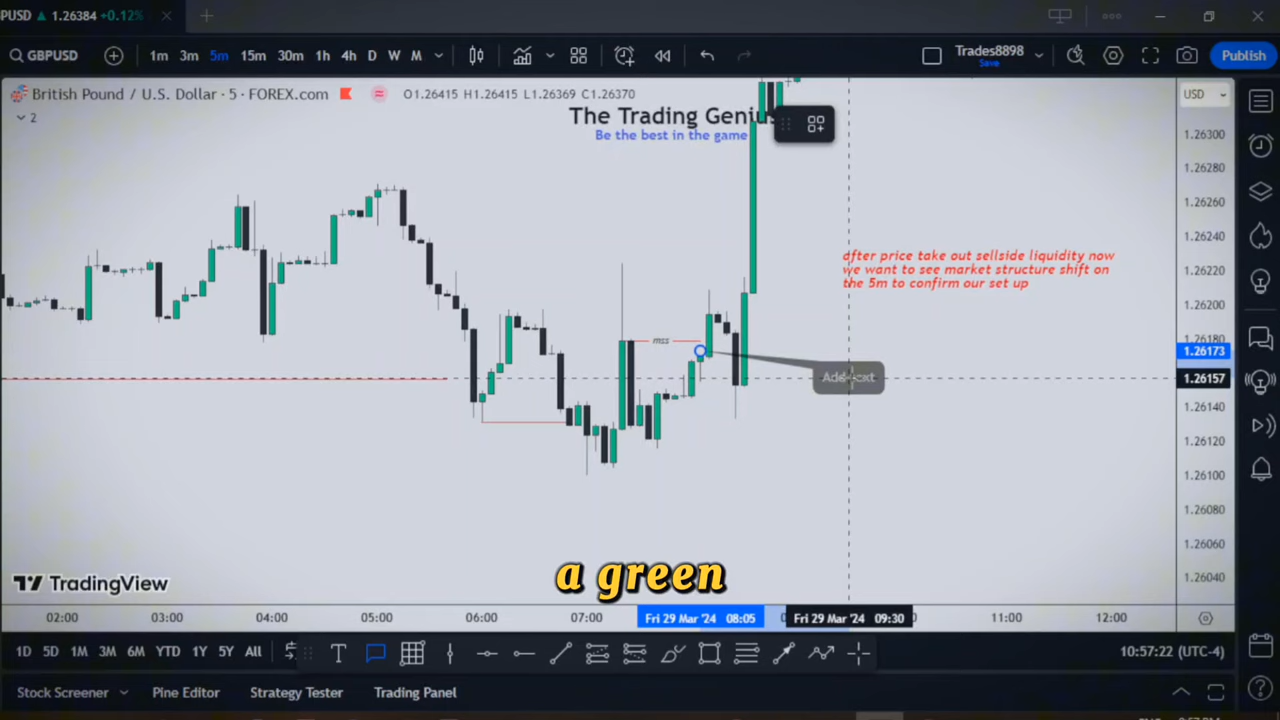 PUSD ▲ 1.26384 +0.12%
GBPUSD 1m 3m 5m 15m 30m 1h 4h D W M Trades8898 Save Publish
British Pound / U.S. Dollar · 5 · FOREX.com O1.26415 H1.26415 L1.26369 C1.26370 USD
2
The Trading Genius
Be the best in the game
1.26300
1.26280
1.26260
1.26240
1.26220
1.26200
1.26180
1.26173
1.26157
1.26140
1.26120
1.26100
1.26080
1.26060
1.26040
after price take out sellside liquidity now
we want to see market structure shift on
the 5m to confirm our set up
mss
Add text
a green
TradingView
02:00 03:00 04:00 05:00 06:00 07:00 Fri 29 Mar '24 08:05 Fri 29 Mar '24 09:30 11:00 12:00
1D 5D 1M 3M 6M YTD 1Y 5Y All 10:57:22 (UTC-4)
Stock Screener Pine Editor Strategy Tester Trading Panel